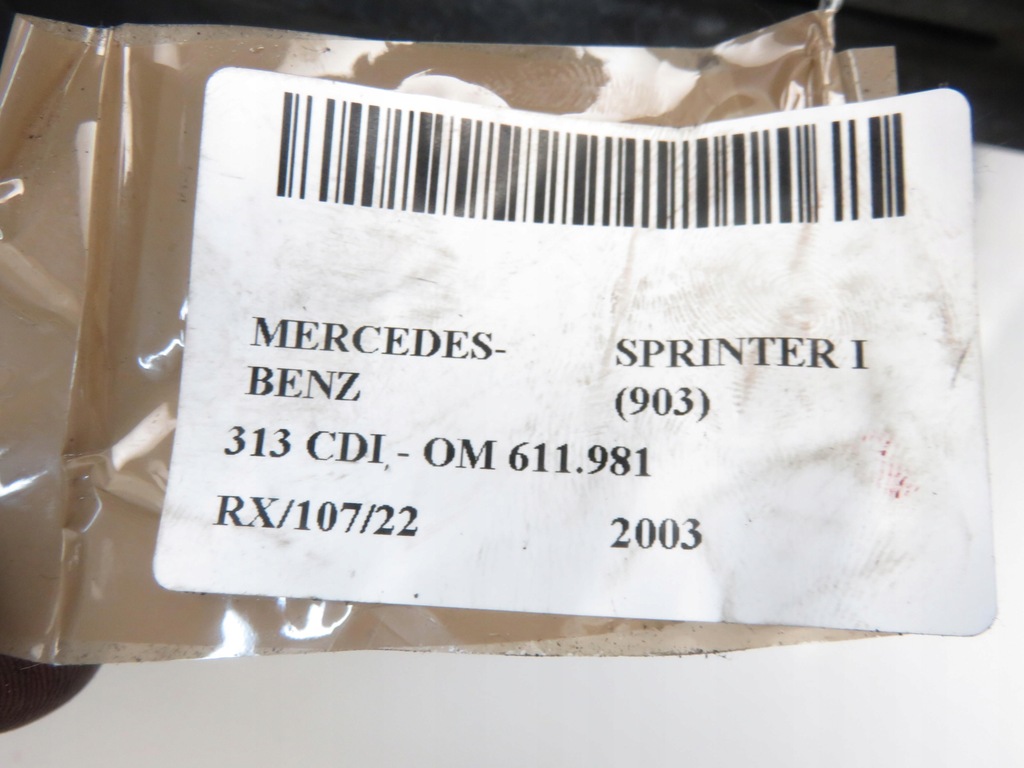 MERCEDES- SPRINTER I
BENZ (903)
313 CDI - OM 611.981
RX/107/22 2003